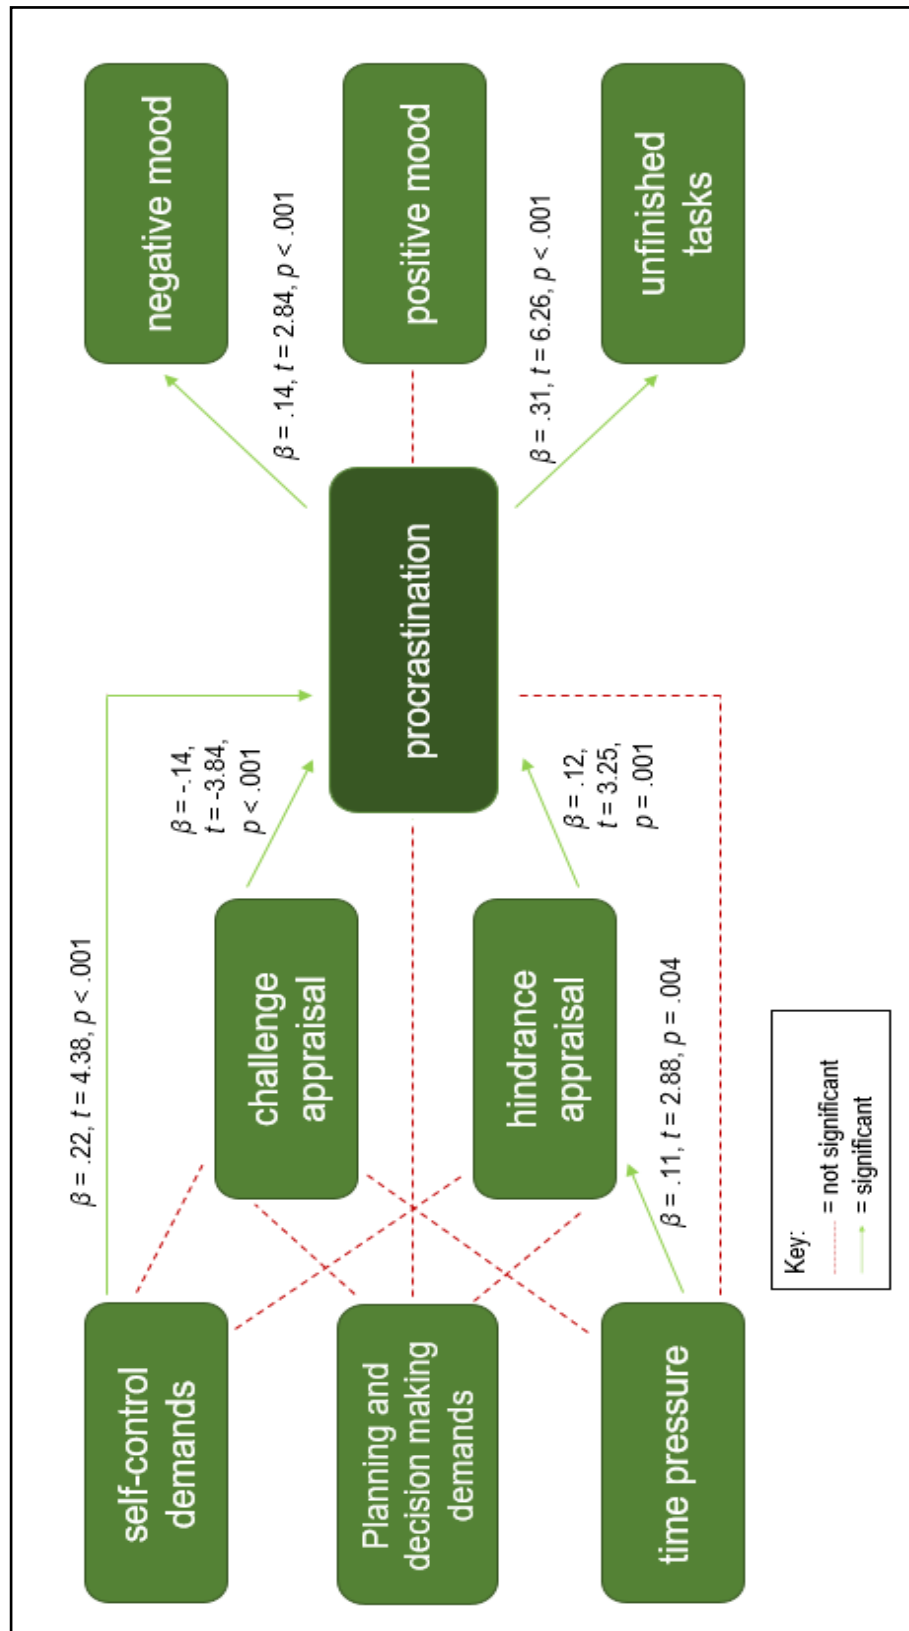 self-control
demands
Planning and
decision making
demands
time pressure
β = .22, t = 4.38, p < .001
challenge
appraisal
hindrance
appraisal
β = .11, t = 2.88, p = .004
β = -.14,
t = -3.84,
p < .001
β = .12,
t = 3.25,
p = .001
procrastination
β = .14, t = 2.84, p < .001
β = .31, t = 6.26, p < .001
negative mood
positive mood
unfinished
tasks
Key:
= not significant
= significant